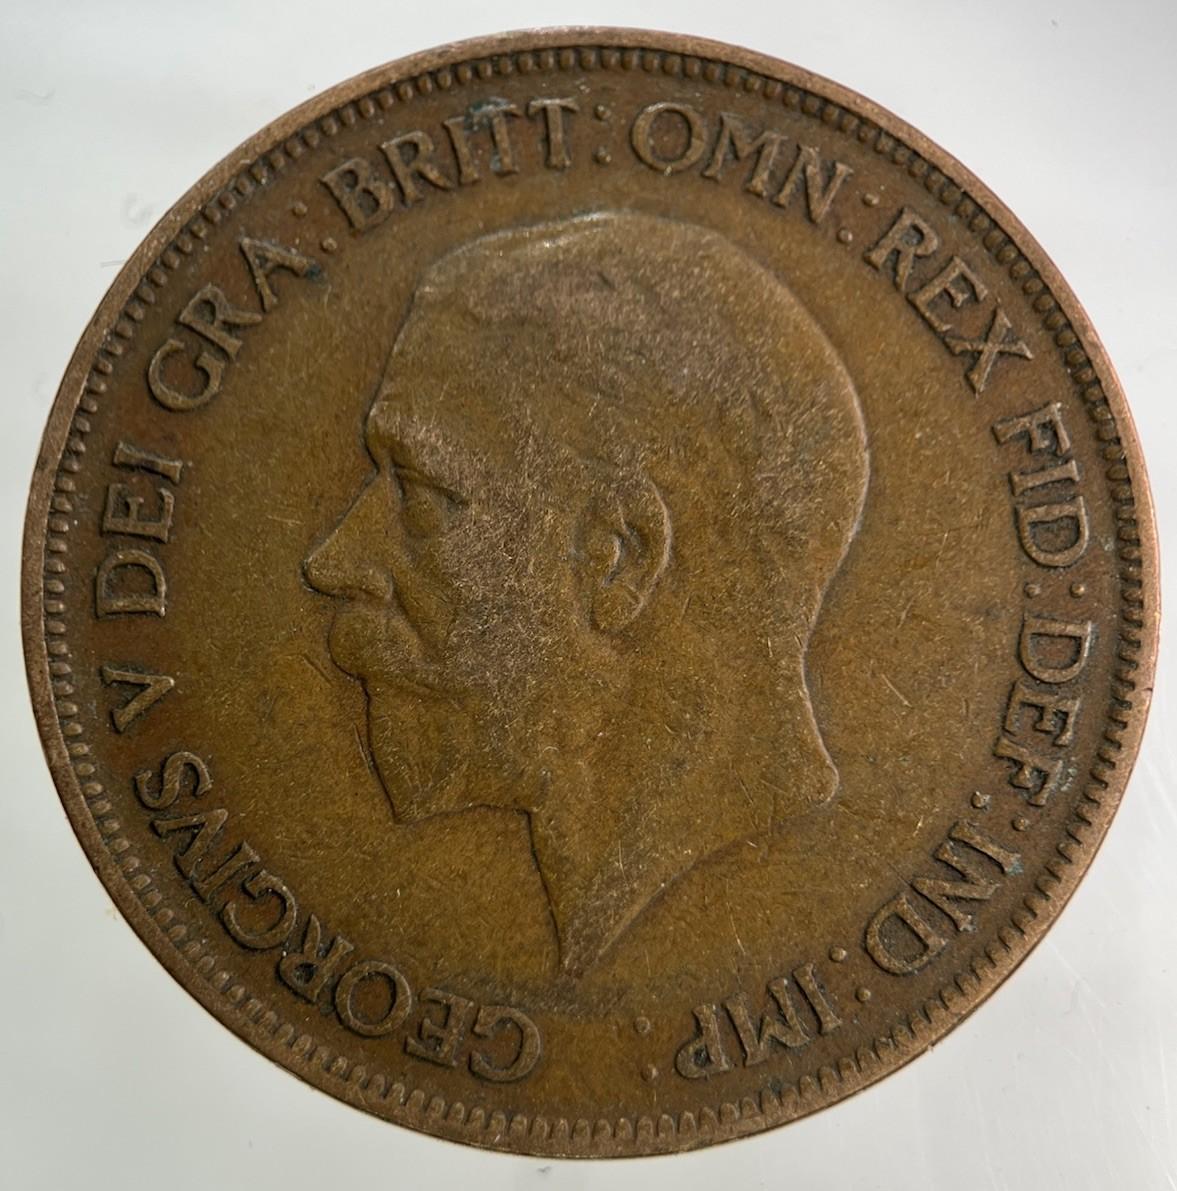 GEORGIVS V DEI GRA: BRITT: OMN: REX FID: DEF: IND: IMP: